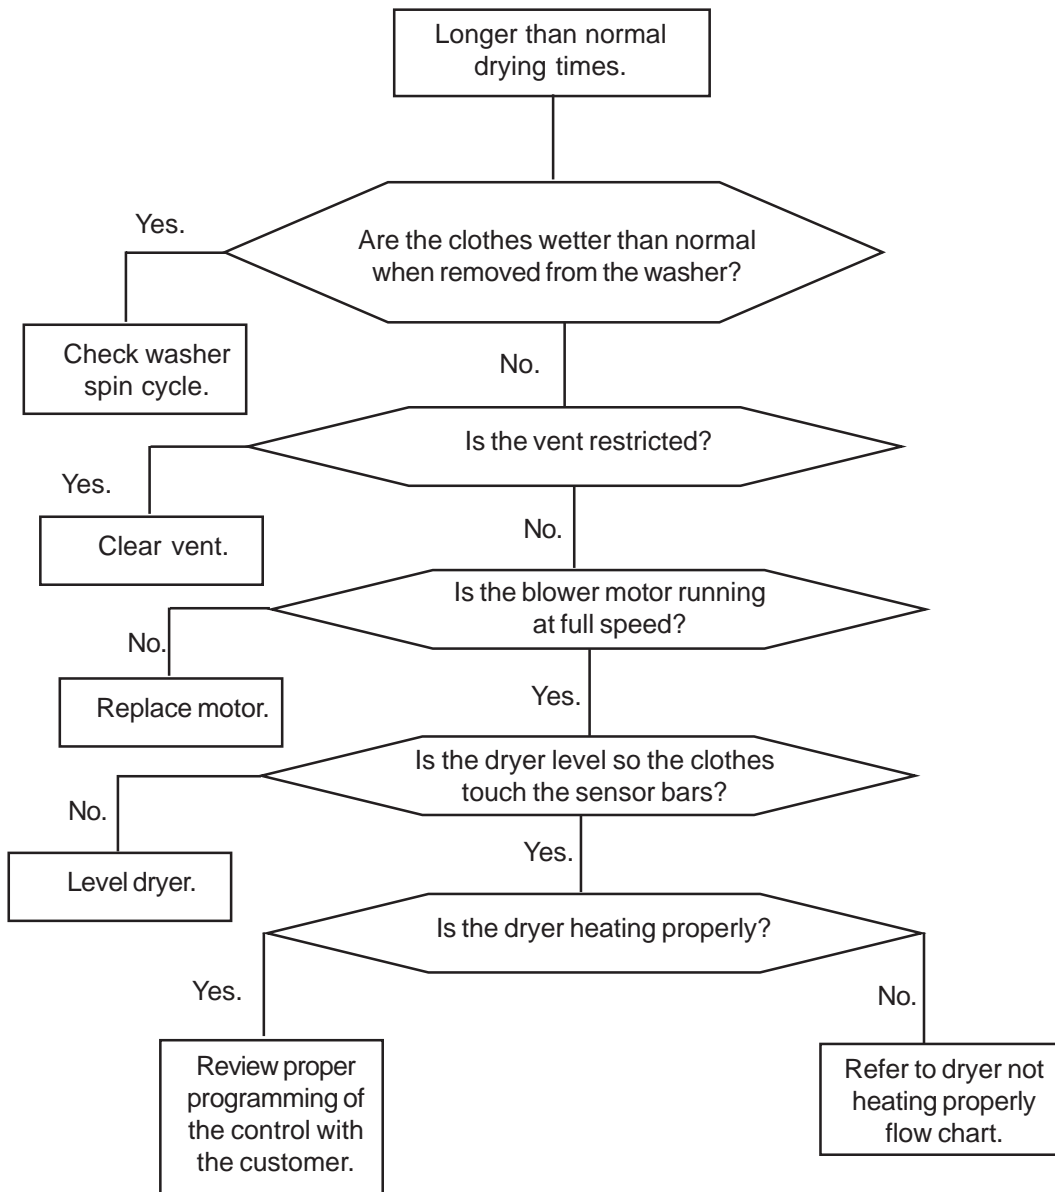 Longer than normal
drying times.
Are the clothes wetter than normal
when removed from the washer?
Yes.
Check washer
spin cycle.
No.
Is the vent restricted?
Yes.
Clear vent.
No.
Is the blower motor running
at full speed?
No.
Replace motor.
Yes.
Is the dryer level so the clothes
touch the sensor bars?
No.
Level dryer.
Yes.
Is the dryer heating properly?
Yes.
Review proper
programming of
the control with
the customer.
No.
Refer to dryer not
heating properly
flow chart.